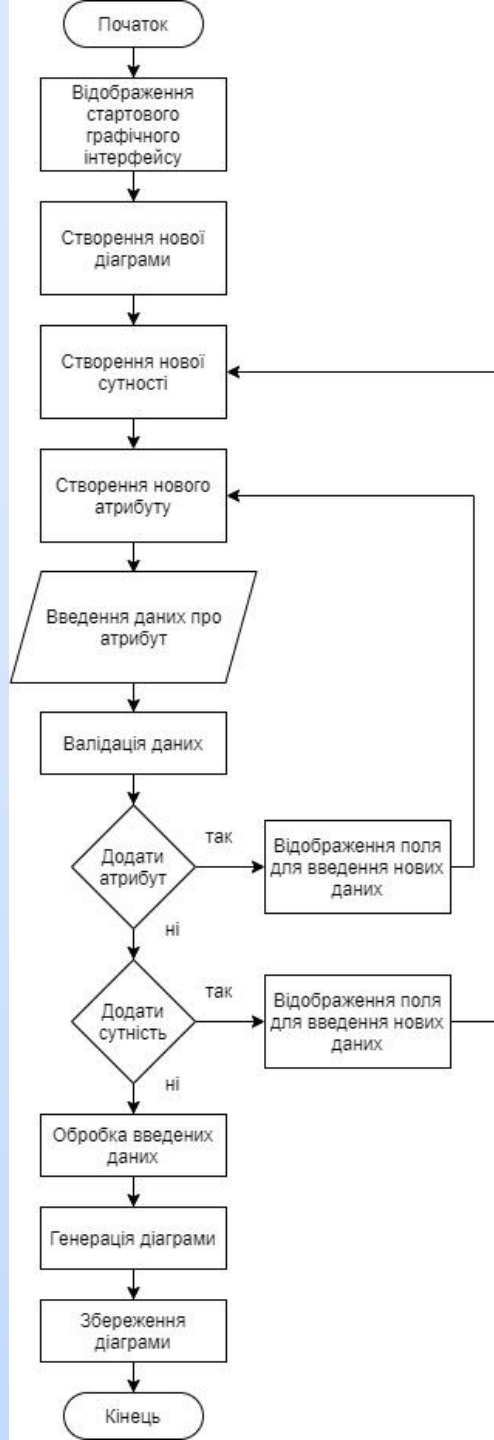 Початок
Відображення
стартового
графічного
інтерфейсу
Створення нової
діаграми
Створення нової
сутності
Створення нового
атрибуту
Введення даних про
атрибут
Валідація даних
Додати
атрибут
так
Відображення поля
для введення нових
даних
ні
Додати
сутність
так
Відображення поля
для введення нових
даних
ні
Обробка введених
даних
Генерація діаграми
Збереження
діаграми
Кінець